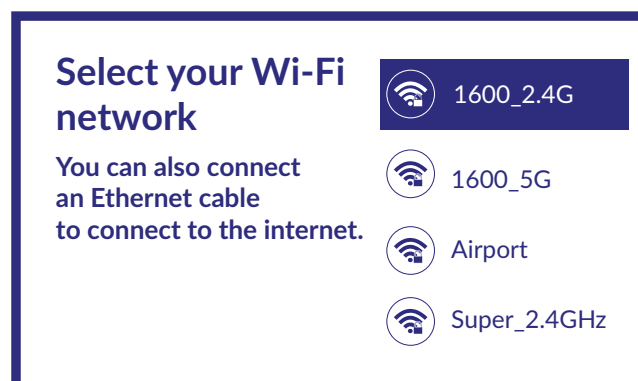 Select your Wi-Fi
network
You can also connect
an Ethernet cable
to connect to the internet.
1600_2.4G
1600_5G
Airport
Super_2.4GHz